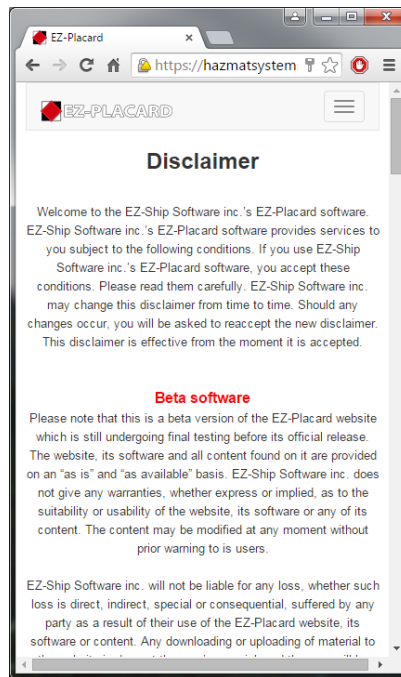 EZ-Placard
https://hazmatsystem
EZ-PLACARD
Disclaimer
Welcome to the EZ-Ship Software inc.'s EZ-Placard software.
EZ-Ship Software inc.'s EZ-Placard software provides services to
you subject to the following conditions. If you use EZ-Ship
Software inc.'s EZ-Placard software, you accept these
conditions. Please read them carefully. EZ-Ship Software inc.
may change this disclaimer from time to time. Should any
changes occur, you will be asked to reaccept the new disclaimer.
This disclaimer is effective from the moment it is accepted.
Beta software
Please note that this is a beta version of the EZ-Placard website
which is still undergoing final testing before its official release.
The website, its software and all content found on it are provided
on an “as is” and “as available” basis. EZ-Ship Software inc. does
not give any warranties, whether express or implied, as to the
suitability or usability of the website, its software or any of its
content. The content may be modified at any moment without
prior warning to is users.
EZ-Ship Software inc. will not be liable for any loss, whether such
loss is direct, indirect, special or consequential, suffered by any
party as a result of their use of the EZ-Placard website, its
software or content. Any downloading or uploading of material to